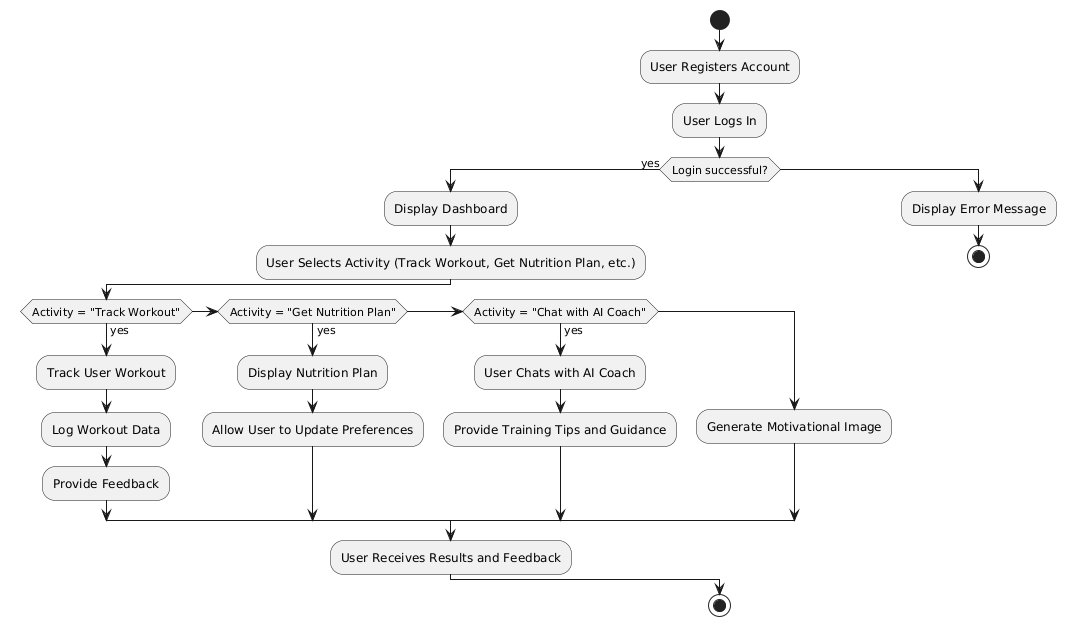 User Registers Account
User Logs In
yes
Login successful?
Display Dashboard
Display Error Message
User Selects Activity (Track Workout, Get Nutrition Plan, etc.)
Activity = "Track Workout"
Activity = "Get Nutrition Plan"
Activity = "Chat with AI Coach"
yes
yes
yes
Track User Workout
Display Nutrition Plan
User Chats with AI Coach
Log Workout Data
Allow User to Update Preferences
Provide Training Tips and Guidance
Generate Motivational Image
Provide Feedback
User Receives Results and Feedback